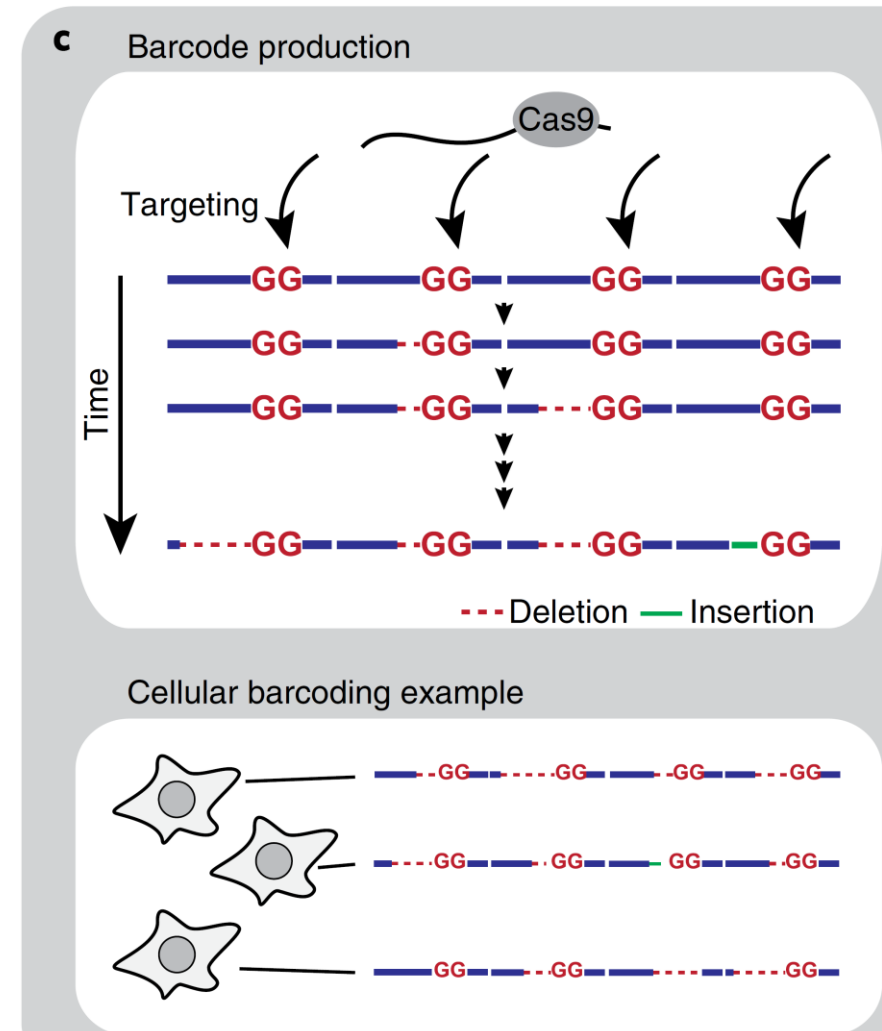 c Barcode production
Cas9
Targeting
GG GG GG GG
GG GG GG GG
GG GG GG GG
Time
GG GG GG GG
Deletion Insertion
Cellular barcoding example
GG GG GG GG
GG GG GG GG
GG GG GG